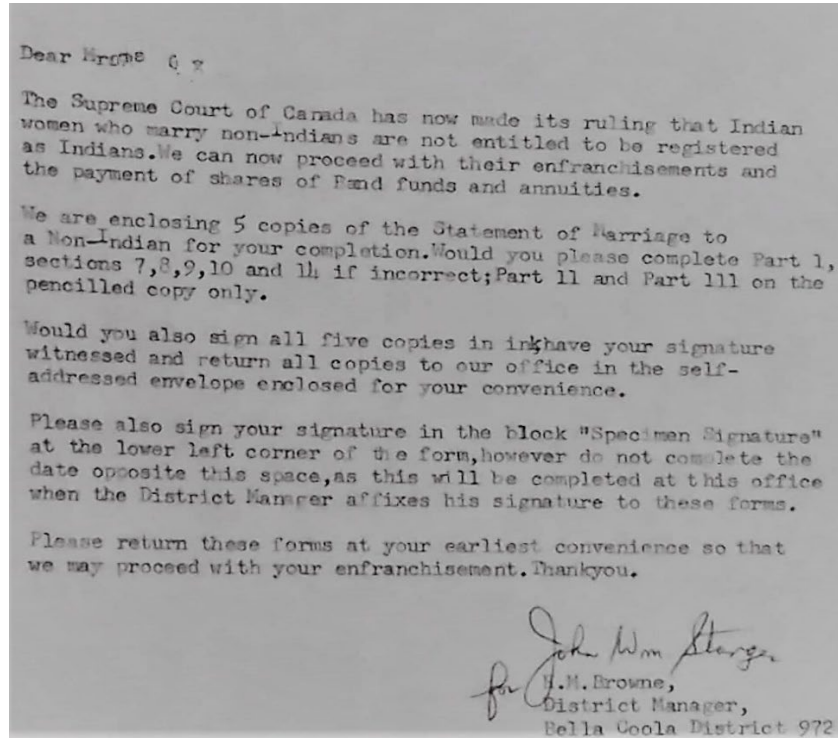 Dear
The Supreme Court of Canada has now made its ruling that Indian
women who marry non-Indians are not entitled to be registered
as Indians.We can now proceed with their enfranchisements and
the payment of shares of Band funds and annuities.
We are enclosing 5 copies of the Statement of Marriage to
a Non-Indian for your completion.Would you please complete Part 1,
sections 7,8,9,10 and 14 if incorrect;Part 11 and Part 111 on the
pencilled copy only.
Would you also sign all five copies in ink,have your signature
witnessed and return all copies to our office in the self-
addressed envelope enclosed for your convenience.
Please also sign your signature in the block "Specimen Signature"
at the lower left corner of the form,however do not complete the
date opposite this space,as this will be completed at this office
when the District Manager affixes his signature to these forms.
Please return these forms at your earliest convenience so that
we may proceed with your enfranchisement.Thankyou.
John Wm
for
.M.Browne,
District Manager,
Bella Coola District 972